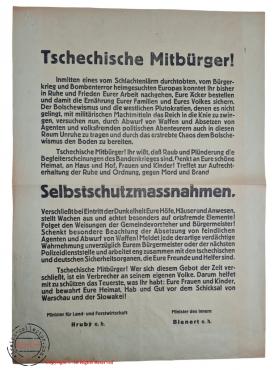 Tschechische Mitbürger!
Inmitten eines vom Schlachtenlärm durchtobten, vom Bürger-
krieg und Bombenterror heimgesuchten Europas konntet Ihr bisher
in Ruhe und Frieden Eurer Arbeit nachgehen, Eure Äcker bestellen
und damit die Ernährung Eurer Familien und Eures Volkes sichern.
Der Bolschewismus und die westlichen Plutokratien, denen es nicht
gelingt, mit militärischen Machtmitteln das Reich in die Knie zu zwin-
gen, versuchen nun, durch Abwurf von Waffen und Absetzen von
Agenten und volksfremden politischen Abenteurern auch in diesen
Raum Unruhe zu tragen und durch das erstrebte Chaos dem Bolsche-
wismus den Boden zu bereiten.
Tschechische Mitbürger! Ihr wißt, daß Raub und Plünderung die
Begleiterscheinungen des Bandenkrieges sind. Denkt an Eure schöne
Heimat, an Haus und Hof, Frauen und Kinder! Treffet zur Aufrecht-
erhaltung der Ruhe und Ordnung, gegen Mord und Brand
Selbstschutzmassnahmen.
Verschließt bei Eintritt der Dunkelheit Eure Höfe, Häuser und Anwesen,
stellt Wachen aus und achtet besonders auf ortsfremde Elemente!
Folget den Weisungen der Gemeindevorsteher und Bürgermeister!
Schenkt besondere Beachtung der Absetzung von feindlichen
Agenten und Abwurf von Waffen! Meldet jede derartige verdächtige
Wahrnehmung unverzüglich Eurem Bürgermeister oder der nächsten
Polizeidienststelle und arbeitet eng zusammen mit den tschechischen
und deutschen Sicherheitsorganen, die Eure Freunde und Helfer sind.
Tschechische Mitbürger! Wer sich diesem Gebot der Zeit ver-
schließt, ist ein Verbrecher an seinem eigenen Volke. Darum helfet
mit zu schützen das Teuerste, was Ihr habt: Eure Frauen und Kinder,
und bewahrt Eure Heimat, Hab und Gut vor dem Schicksal von
Warschau und der Slowakei!
Minister für Land- und Forstwirtschaft
Hrubý e. h.
Minister des Innern
Bienert e. h.